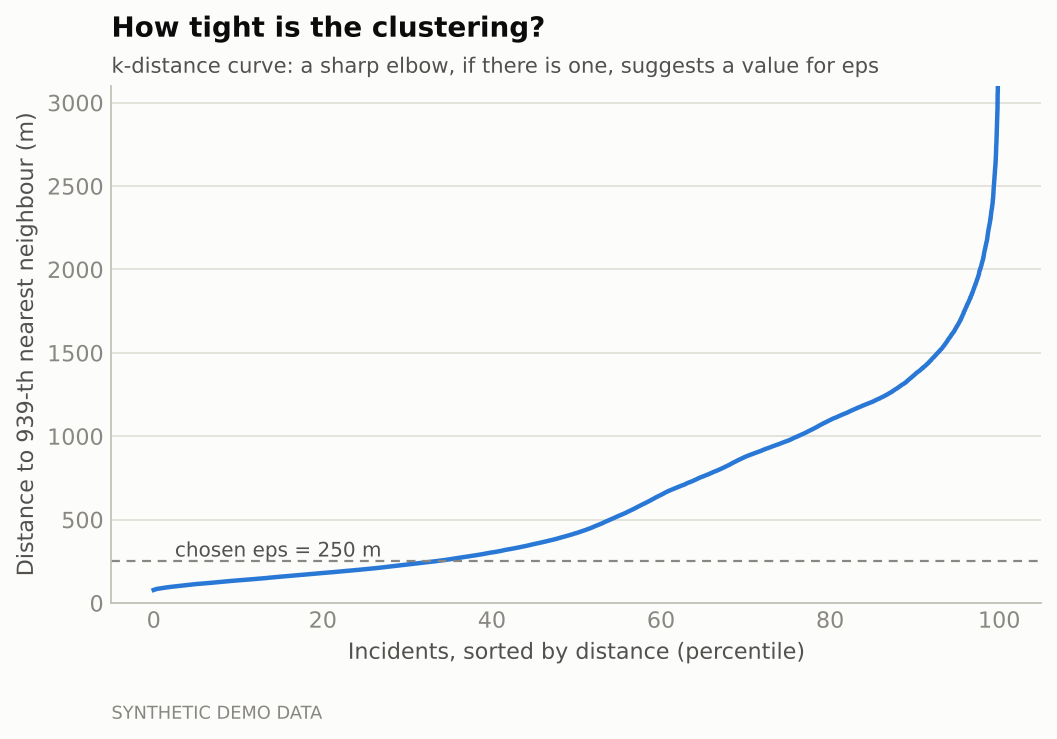 How tight is the clustering?
k-distance curve: a sharp elbow, if there is one, suggests a value for eps
Distance to 939-th nearest neighbour (m)
3000
2500
2000
1500
1000
500
0
chosen eps = 250 m
0 20 40 60 80 100
Incidents, sorted by distance (percentile)
SYNTHETIC DEMO DATA